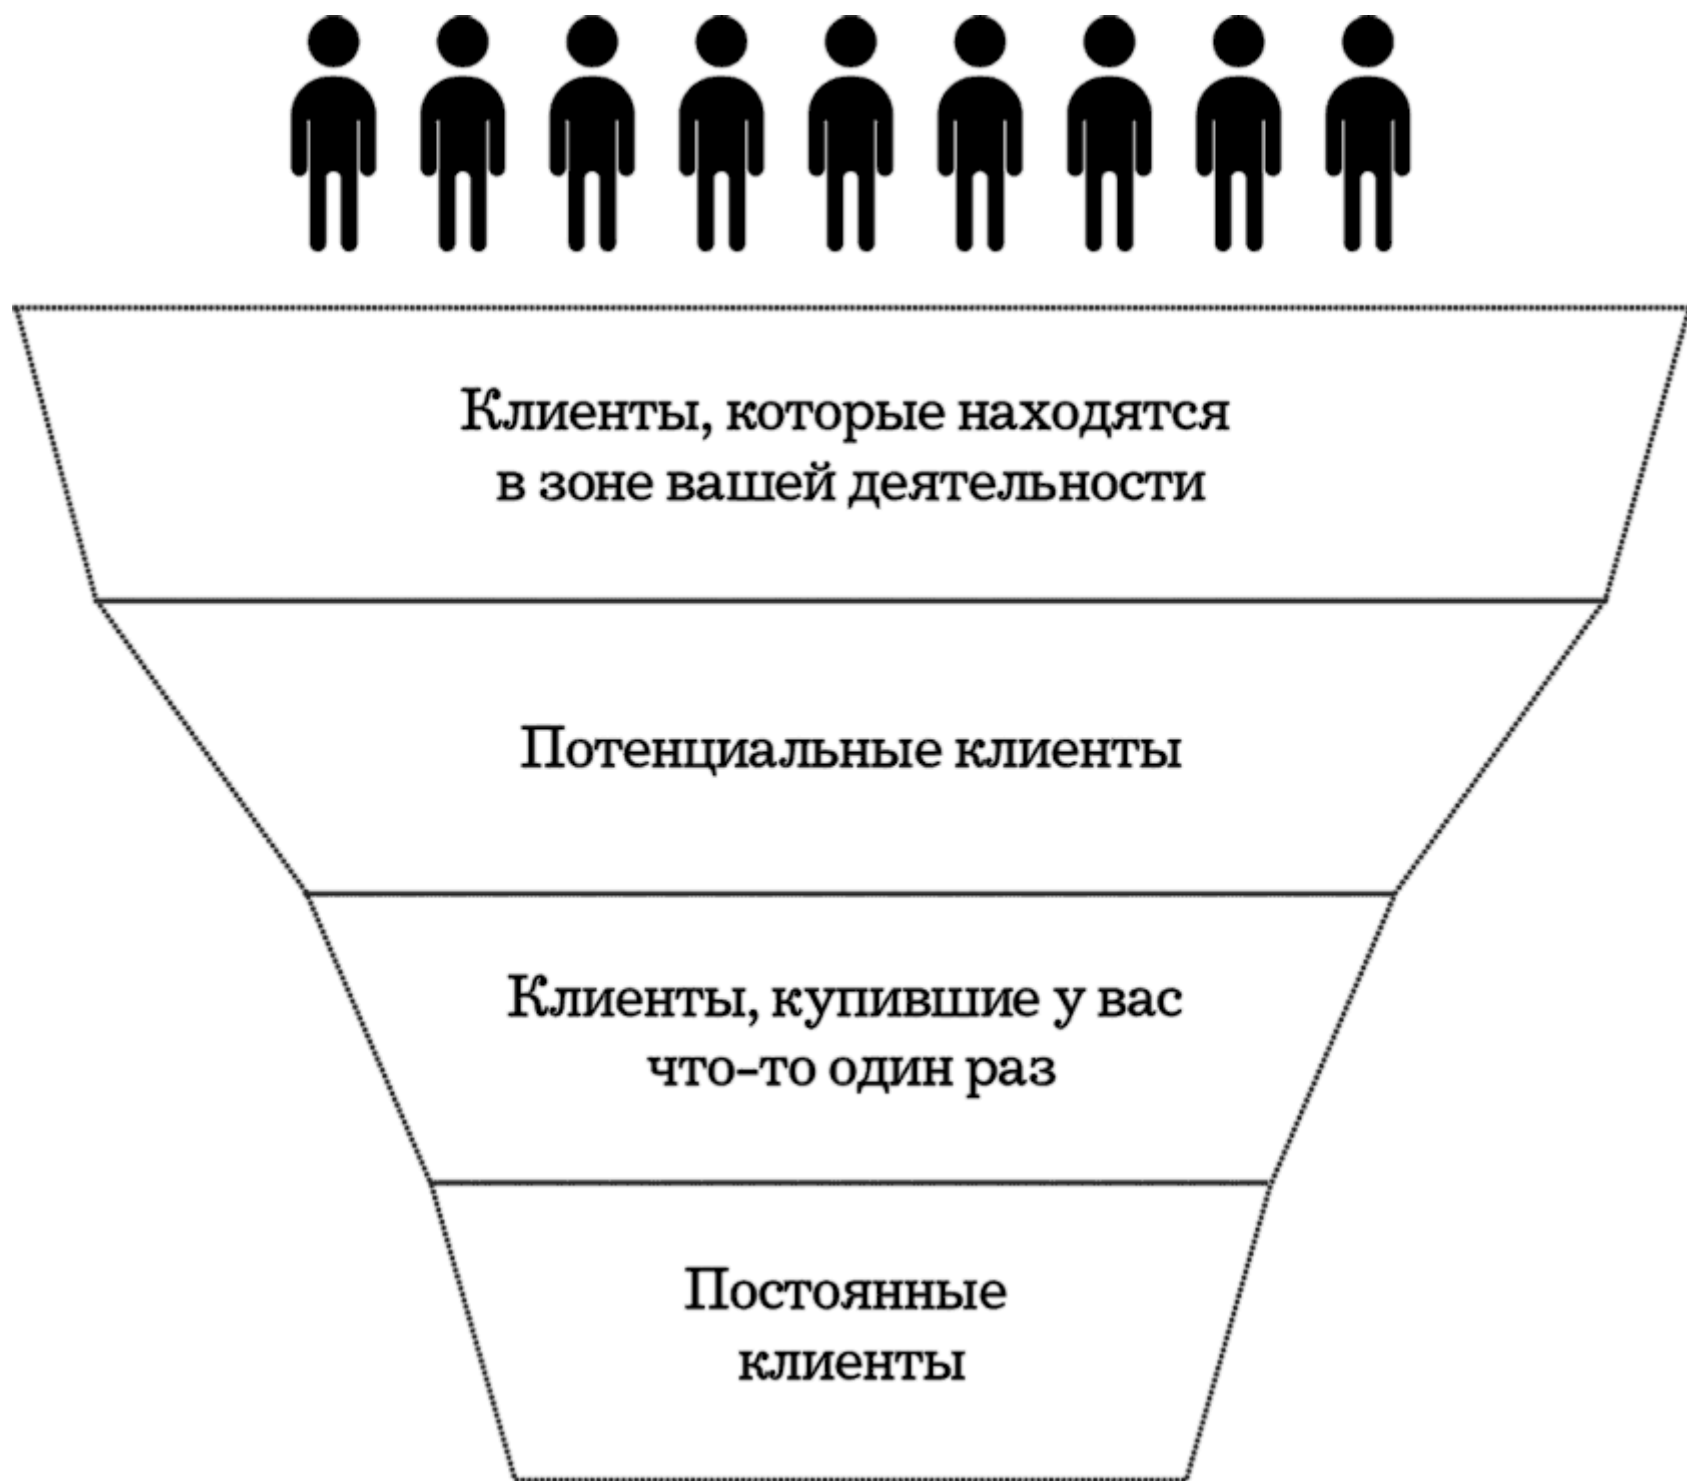 Клиенты, которые находятся
в зоне вашей деятельности
Потенциальные клиенты
Клиенты, купившие у вас
что-то один раз
Постоянные
клиенты